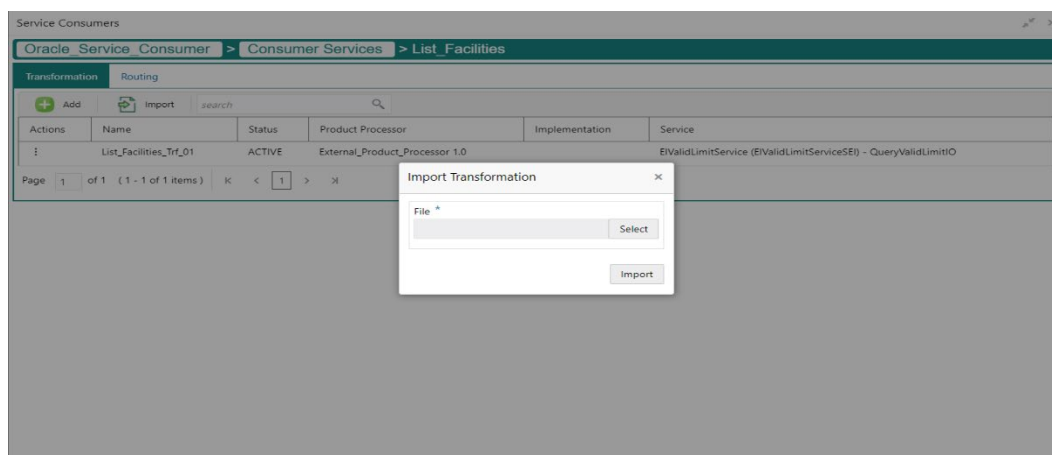 Service Consumers
Oracle_Service_Consumer > Consumer Services > List_Facilities
Transformation Routing
Add Import search
Actions Name Status Product Processor Implementation Service
List_Facilities_Trf_01 ACTIVE External_Product_Processor 1.0 EIValidLimitService (EIValidLimitServiceSEI) - QueryValidLimitIO
Page 1 of 1 (1 - 1 of 1 items) K < 1 > >|
Import Transformation ×
File *
Select
Import